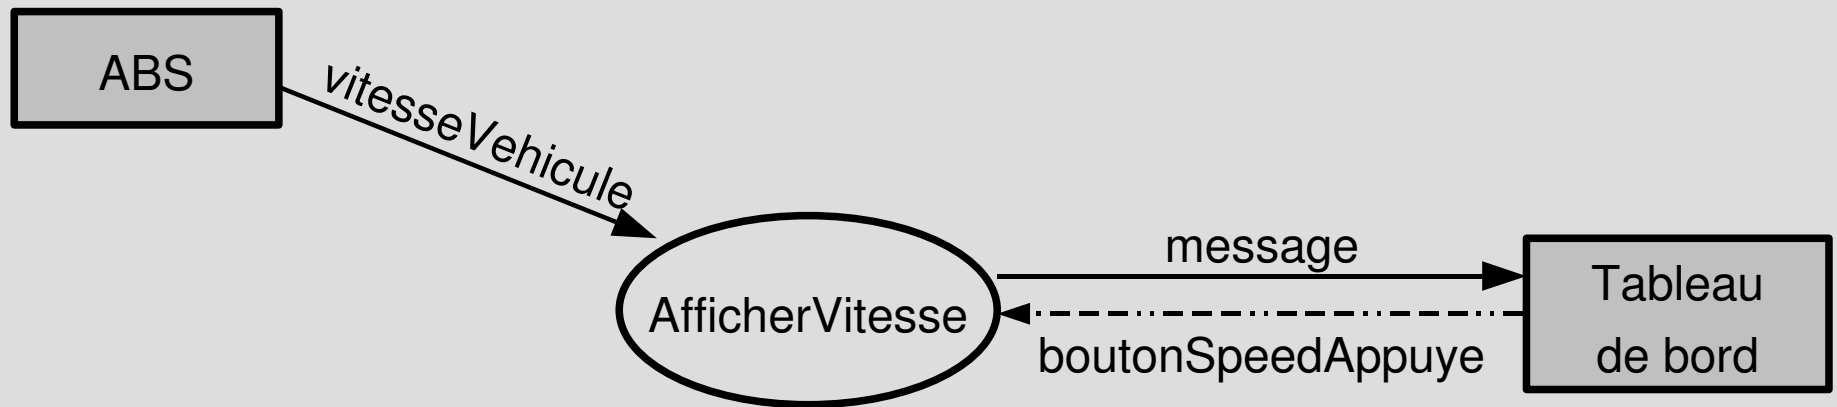 ABS
vitesseVehicule
AfficherVitesse
message
boutonSpeedAppuye
Tableau
de bord